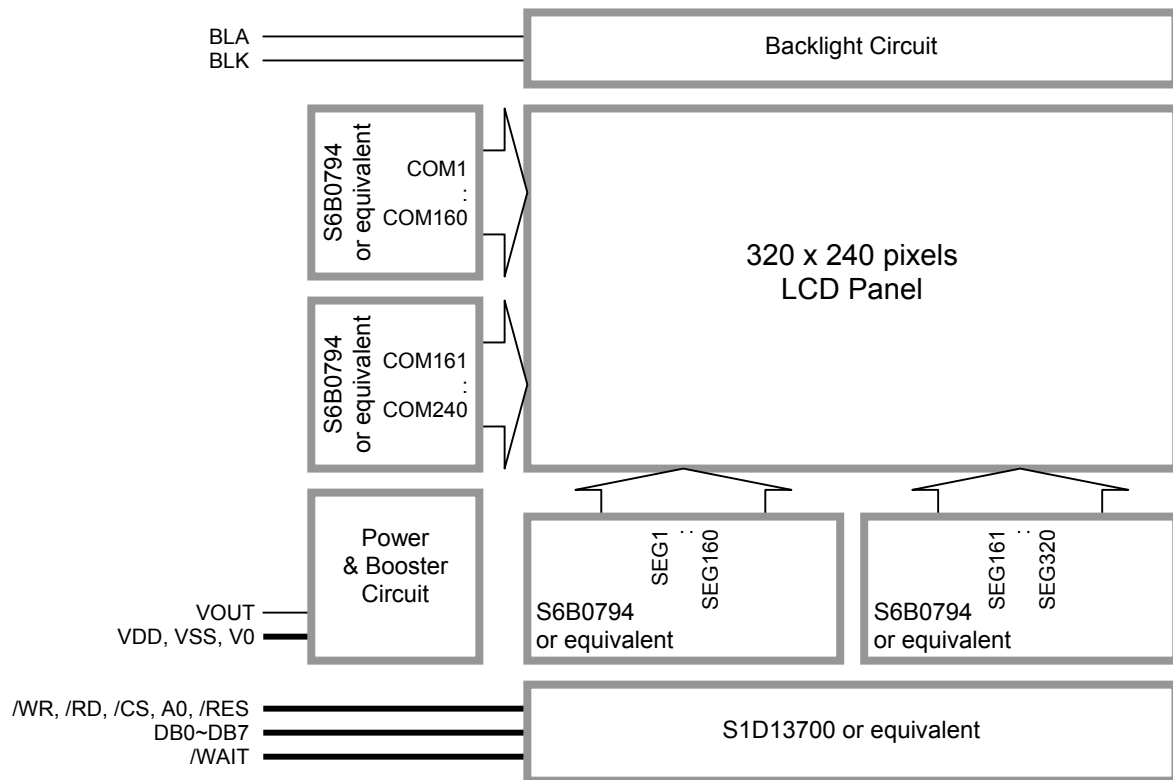 BLA
BLK
Backlight Circuit
S6B0794
or equivalent
COM1
:
COM160
320 x 240 pixels
LCD Panel
S6B0794
or equivalent
COM161
:
COM240
Power
& Booster
Circuit
VOUT
VDD, VSS, V0
SEG1
:
SEG160
S6B0794
or equivalent
SEG161
:
SEG320
S6B0794
or equivalent
/WR, /RD, /CS, A0, /RES
DB0~DB7
/WAIT
S1D13700 or equivalent